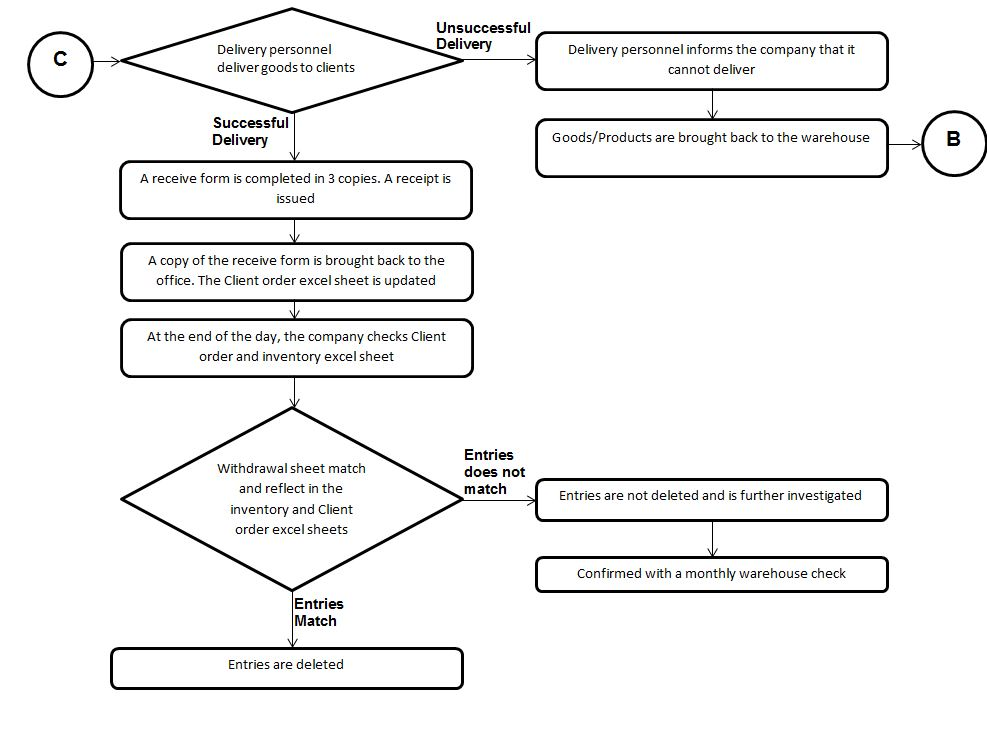 C
Delivery personnel
deliver goods to clients
Unsuccessful
Delivery
Delivery personnel informs the company that it
cannot deliver
Goods/Products are brought back to the warehouse
B
Successful
Delivery
A receive form is completed in 3 copies. A receipt is
issued
A copy of the receive form is brought back to the
office. The Client order excel sheet is updated
At the end of the day, the company checks Client
order and inventory excel sheet
Withdrawal sheet match
and reflect in the
inventory and Client
order excel sheets
Entries
does not
match
Entries are not deleted and is further investigated
Confirmed with a monthly warehouse check
Entries
Match
Entries are deleted